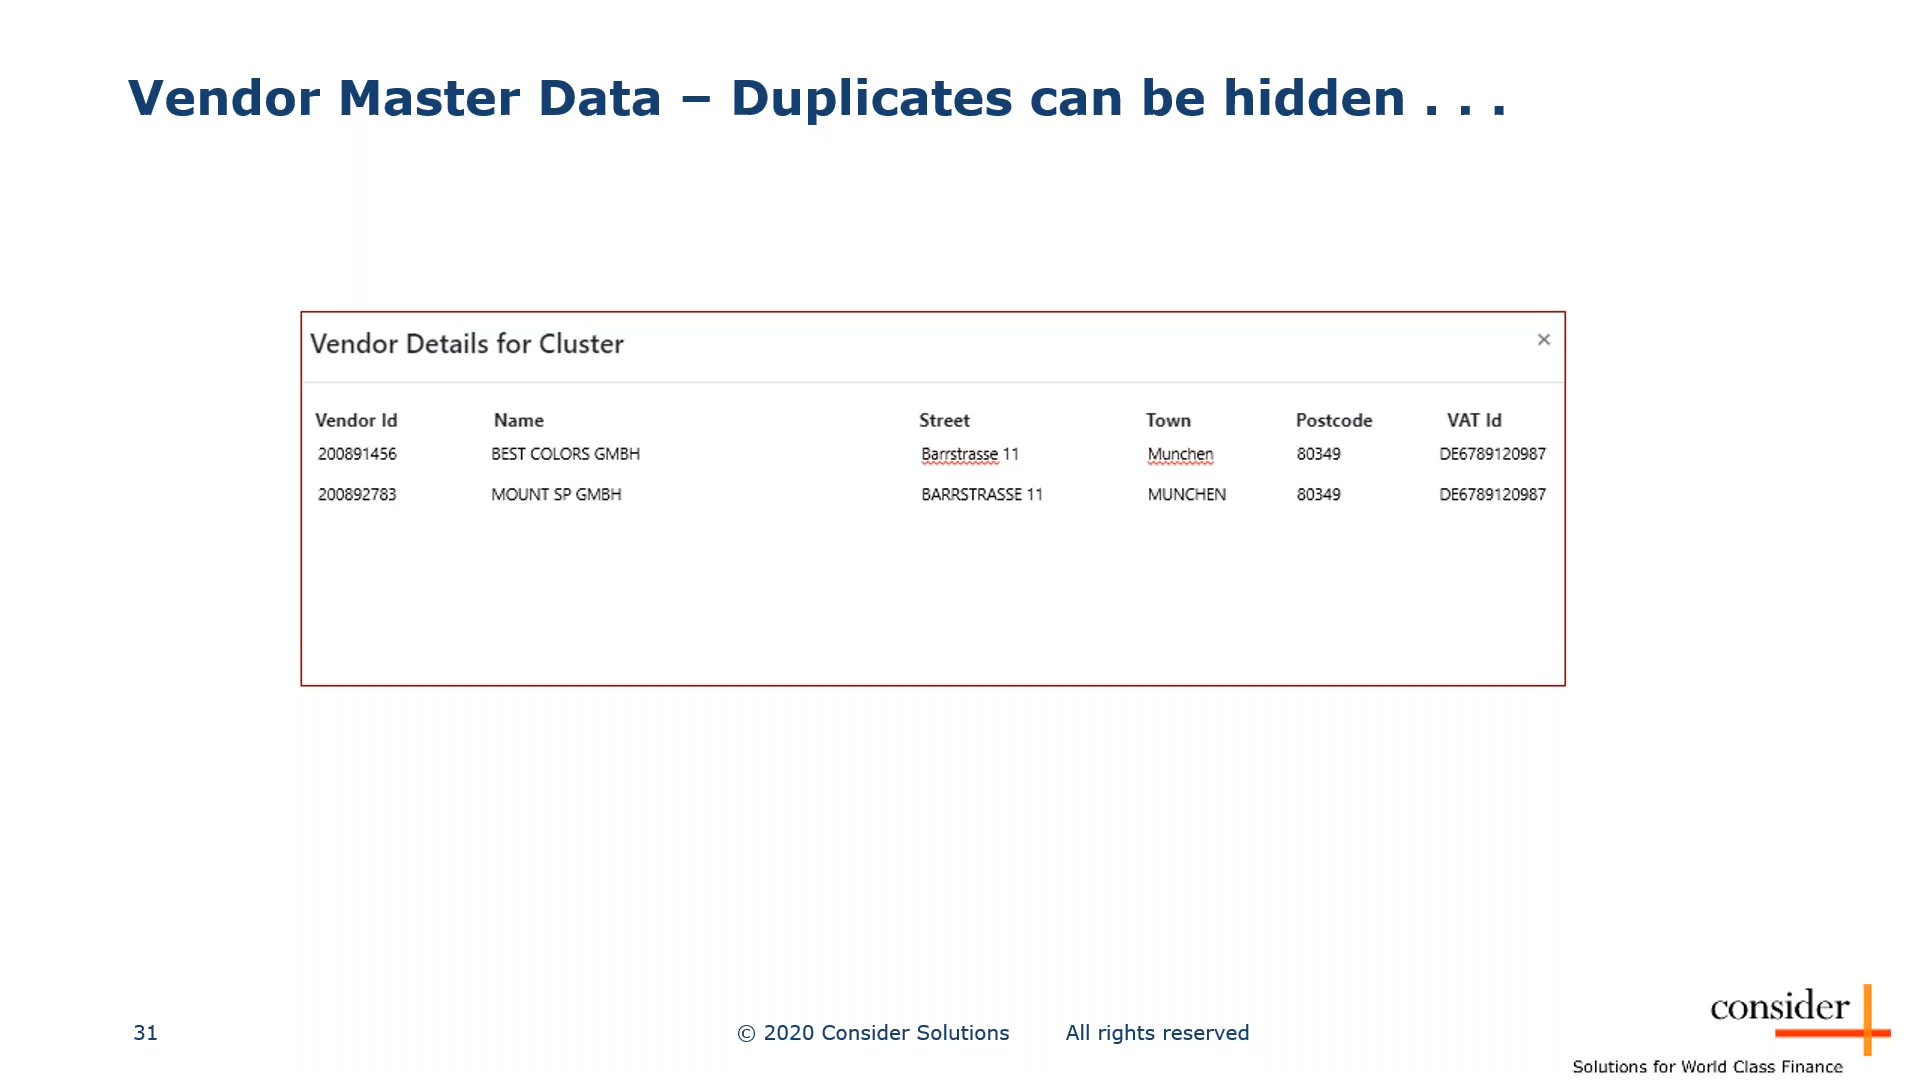 Vendor Master Data – Duplicates can be hidden . . .
Vendor Details for Cluster ×
Vendor Id Name Street Town Postcode VAT Id
200891456 BEST COLORS GMBH Barrstrasse 11 Munchen 80349 DE6789120987
200892783 MOUNT SP GMBH BARRSTRASSE 11 MUNCHEN 80349 DE6789120987
31 © 2020 Consider Solutions All rights reserved
consider
Solutions for World Class Finance